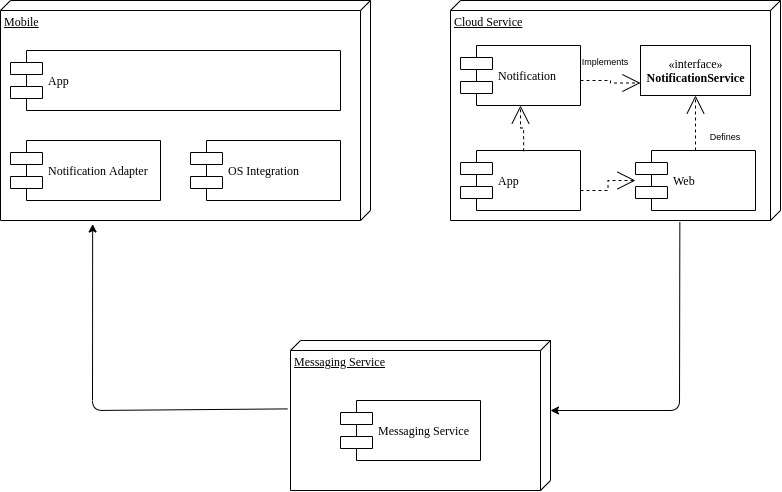 Mobile
App
Notification Adapter
OS Integration
Cloud Service
Notification
Implements
«interface»
NotificationService
Defines
App
Web
Messaging Service
Messaging Service